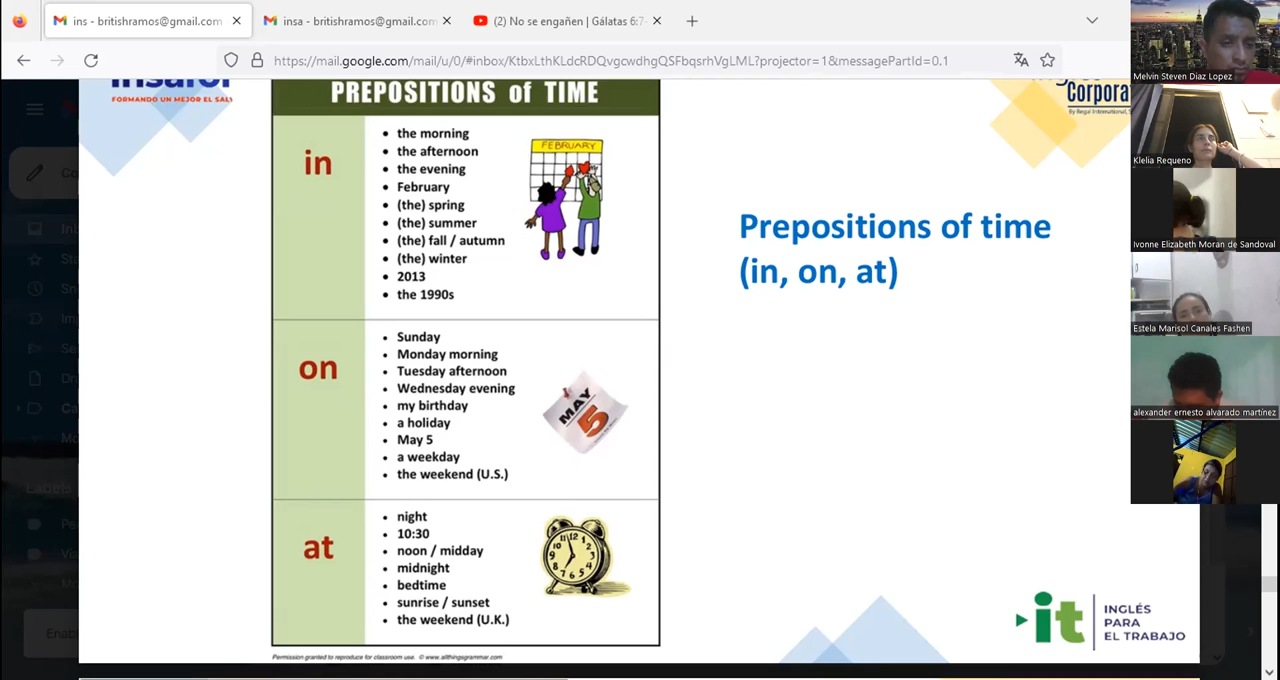 ins - britishramos@gmail.com
insa - britishramos@gmail.com
(2) No se engañen | Gálatas 6:7-
https://mail.google.com/mail/u/0/#inbox/KtbxLthKLdcRDQvgcwdhgQSFbqsrhVgLML?projector=1&messagePartId=0.1
FORMANDO UN MEJOR EL SALV
PREPOSITIONS of TIME
in
the morning
the afternoon
the evening
February
(the) spring
(the) summer
(the) fall / autumn
(the) winter
2013
the 1990s
FEBRUARY
on
Sunday
Monday morning
Tuesday afternoon
Wednesday evening
my birthday
a holiday
May 5
a weekday
the weekend (U.S.)
MAY
5
at
night
10:30
noon / midday
midnight
bedtime
sunrise / sunset
the weekend (U.K.)
Permission granted to reproduce for classroom use. © www.allthingsgrammar.com
Prepositions of time
(in, on, at)
Corpora
it
INGLÉS
PARA
EL TRABAJO
Labels
Melvin Steven Diaz Lopez
Klelia Requeno
Ivonne Elizabeth Moran de Sandoval
Estela Marisol Canales Fashen
alexander ernesto alvarado martínez